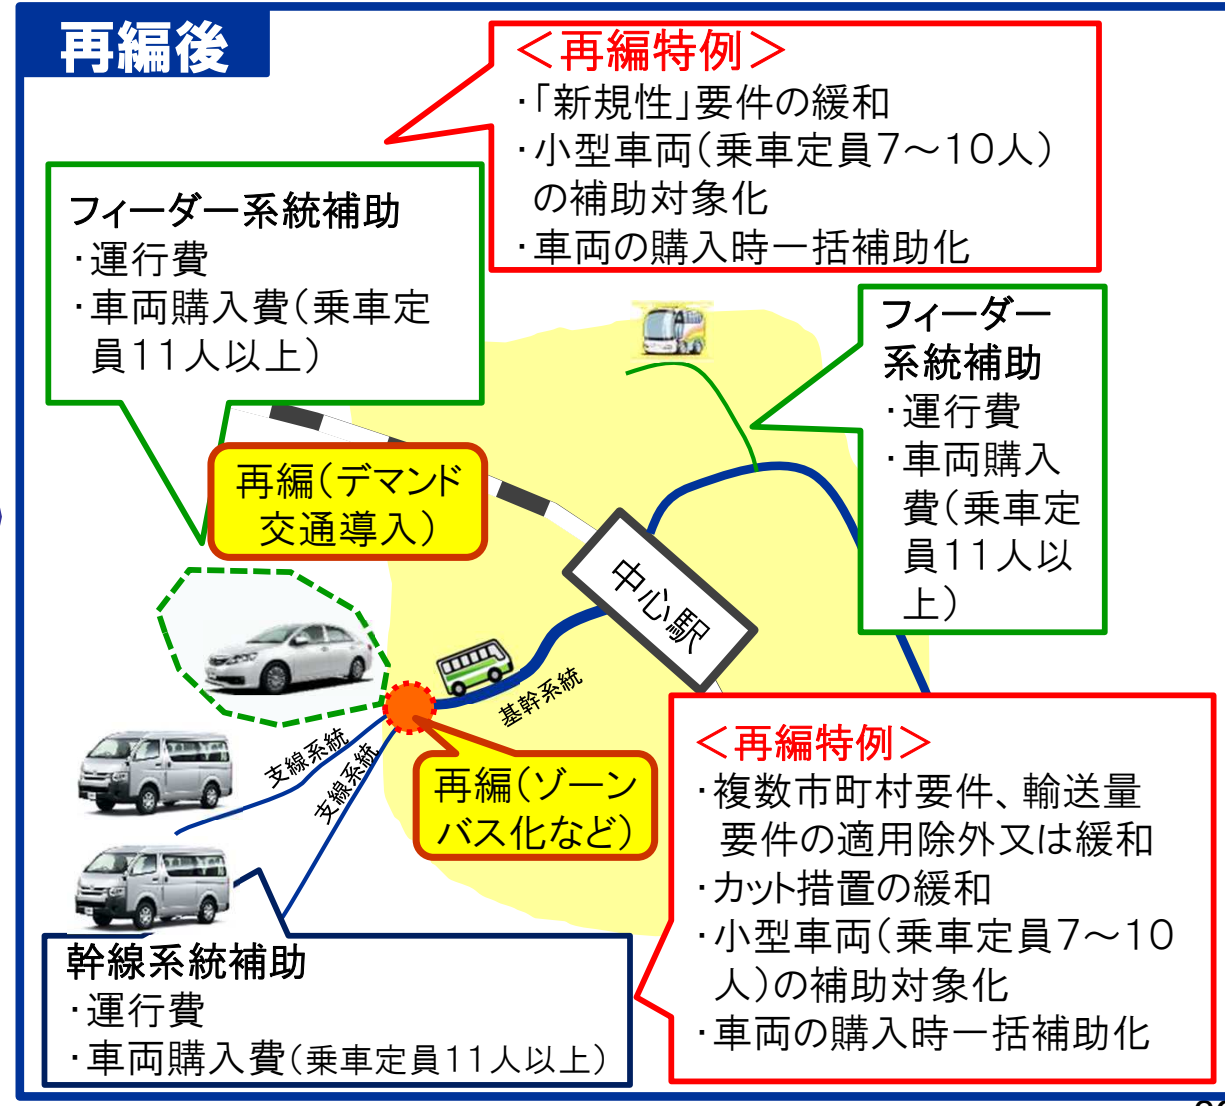 再編後
＜再編特例＞
・「新規性」要件の緩和
・小型車両（乗車定員7～10人）
の補助対象化
・車両の購入時一括補助化
フィーダー系統補助
・運行費
・車両購入費（乗車定
員11人以上）
フィーダー
系統補助
・運行費
・車両購入
費（乗車定
員11人以
上）
再編（デマンド
交通導入）
中心駅
基幹系統
支線系統
支線系統
再編（ゾーン
バス化など）
＜再編特例＞
・複数市町村要件、輸送量
要件の適用除外又は緩和
・カット措置の緩和
・小型車両（乗車定員7～10
人）の補助対象化
・車両の購入時一括補助化
幹線系統補助
・運行費
・車両購入費（乗車定員11人以上）